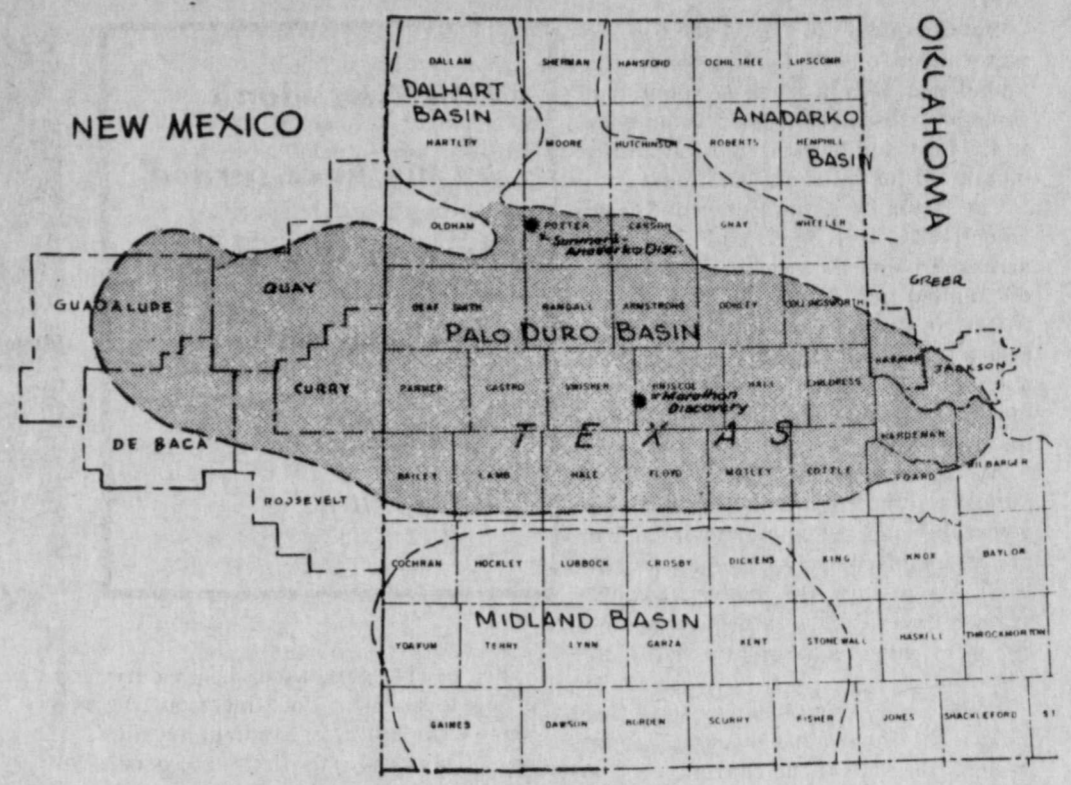 OKLAHOMA
DALLAM SHERMAN HANSFORD OCHILTREE LIPSCOMB
DALHART
BASIN
ANADARKO
BASIN
NEW MEXICO
HARTLEY MOORE HUTCHINSON ROBERTS HEMPHILL
OLDHAM POTTER CARSON GRAY WHEELER
Anadarko Disc.
GREER
GUADALUPE QUAY
DEAF SMITH RANDALL ARMSTRONG DONLEY COLLINGSWORTH
PALO DURO BASIN
HARMON JACKSON
CURRY PARMER CASTRO SWISHER BRISCOE HALL CHILDRESS
Marathon
Discovery
TEXAS
DE BACA
HARDEMAN
BAILEY LAMB HALE FLOYD MOTLEY COTTLE FOARD WILBARGER
ROOSEVELT
COCHRAN HOCKLEY LUBBOCK CROSBY DICKENS KING KNOX BAYLOR
MIDLAND BASIN
YOAKUM TERRY LYNN GARZA KENT STONEWALL HASKELL THROCKMORTON
GAINES DAWSON BORDEN SCURRY FISHER JONES SHACKLEFORD ST